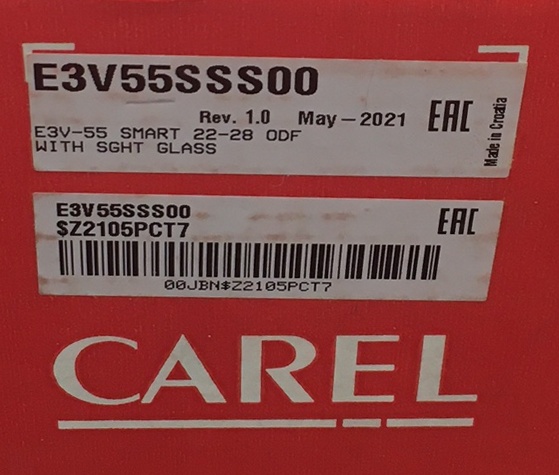 E3V55SSS00
Rev. 1.0 May-2021
E3V-55 SMART 22-28 ODF
WITH SGHT GLASS
EAC
Made in Croatia
E3V55SSS00
$Z2105PCT7
EAC
00JBN$Z2105PCT7
CAREL